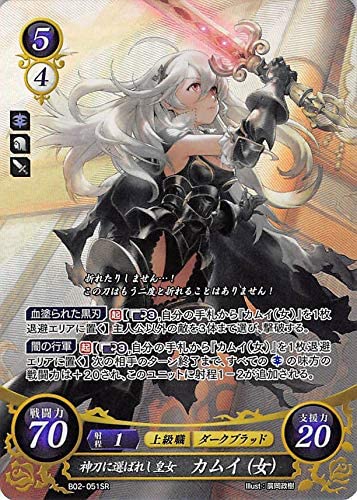 5
4
折れたりしません…!
この刀はもう二度と折れることはありません!
血塗られた黒刃 起 3,自分の手札から『カムイ(女)』を1枚
退避エリアに置く】主人公以外の敵を3体まで選び、撃破する。
闇の行軍 起 3,自分の手札から『カムイ(女)』を1枚退避
エリアに置く】次の相手のターン終了まで、すべての の味方の
戦闘力は+20され、このユニットに射程1-2が追加される。
戦闘力
70
射程 1 上級職 ダークブラッド
支援力
20
神刀に選ばれし皇女 カムイ(女)
B02-051SR
Illust:廣岡政樹